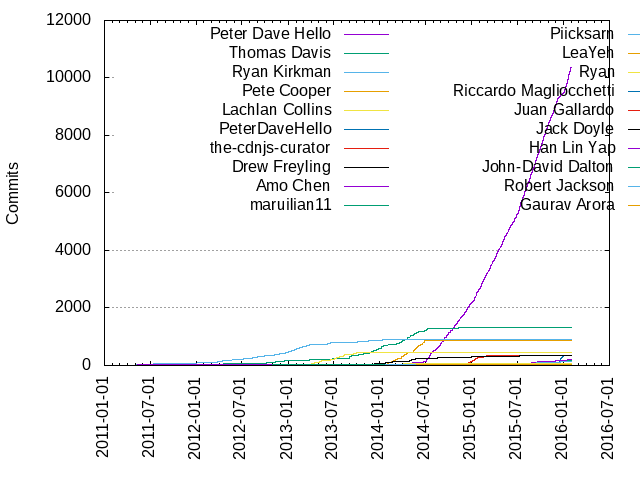 12000
10000
8000
6000
4000
2000
0
Commits
Peter Dave Hello
Thomas Davis
Ryan Kirkman
Pete Cooper
Lachlan Collins
PeterDaveHello
the-cdnjs-curator
Drew Freyling
Amo Chen
maruilian11
Piicksarn
LeaYeh
Ryan
Riccardo Magliocchetti
Juan Gallardo
Jack Doyle
Han Lin Yap
John-David Dalton
Robert Jackson
Gaurav Arora
2011-01-01
2011-07-01
2012-01-01
2012-07-01
2013-01-01
2013-07-01
2014-01-01
2014-07-01
2015-01-01
2015-07-01
2016-01-01
2016-07-01